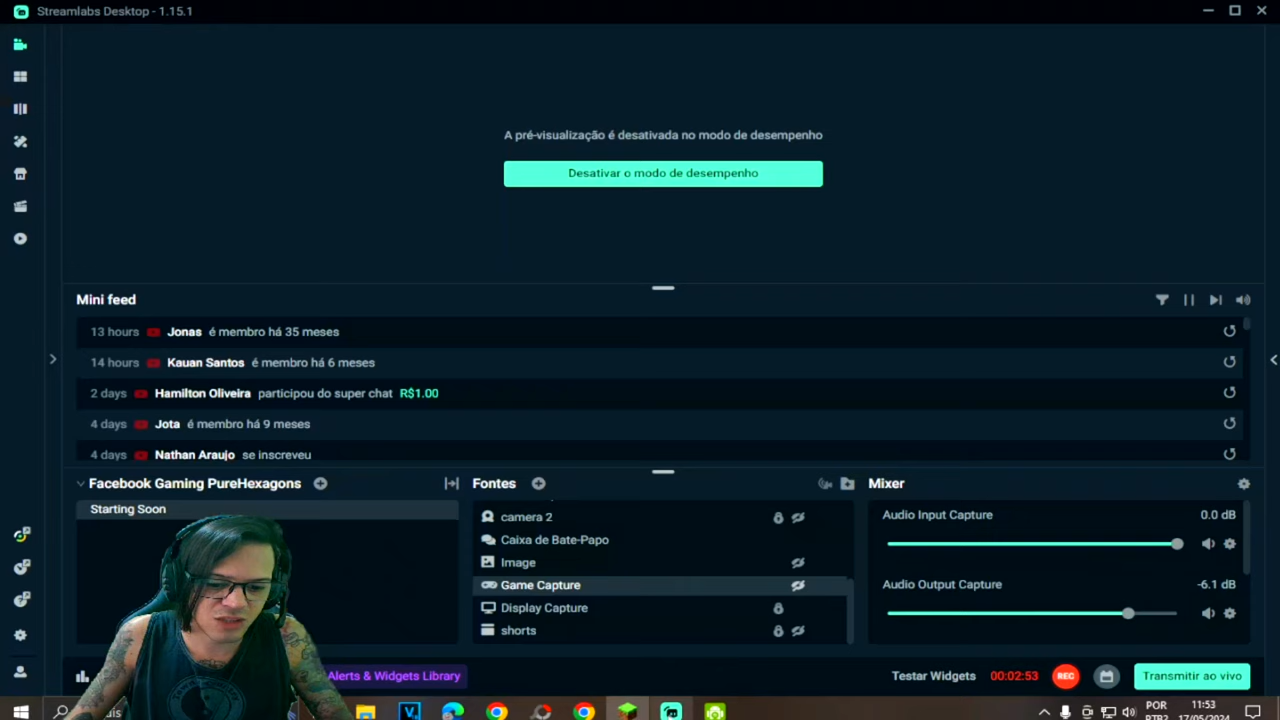 Streamlabs Desktop - 1.15.1
A pré-visualização é desativada no modo de desempenho
Desativar o modo de desempenho
Mini feed
13 hours Jonas é membro há 35 meses
14 hours Kauan Santos é membro há 6 meses
2 days Hamilton Oliveira participou do super chat R$1.00
4 days Jota é membro há 9 meses
4 days Nathan Araujo se inscreveu
Facebook Gaming PureHexagons
Starting Soon
Fontes
camera 2
Caixa de Bate-Papo
Image
Game Capture
Display Capture
shorts
Mixer
Audio Input Capture 0.0 dB
Audio Output Capture -6.1 dB
Alerts & Widgets Library
Testar Widgets 00:02:53 REC Transmitir ao vivo
POR
PTB2
11:53
17/05/2024